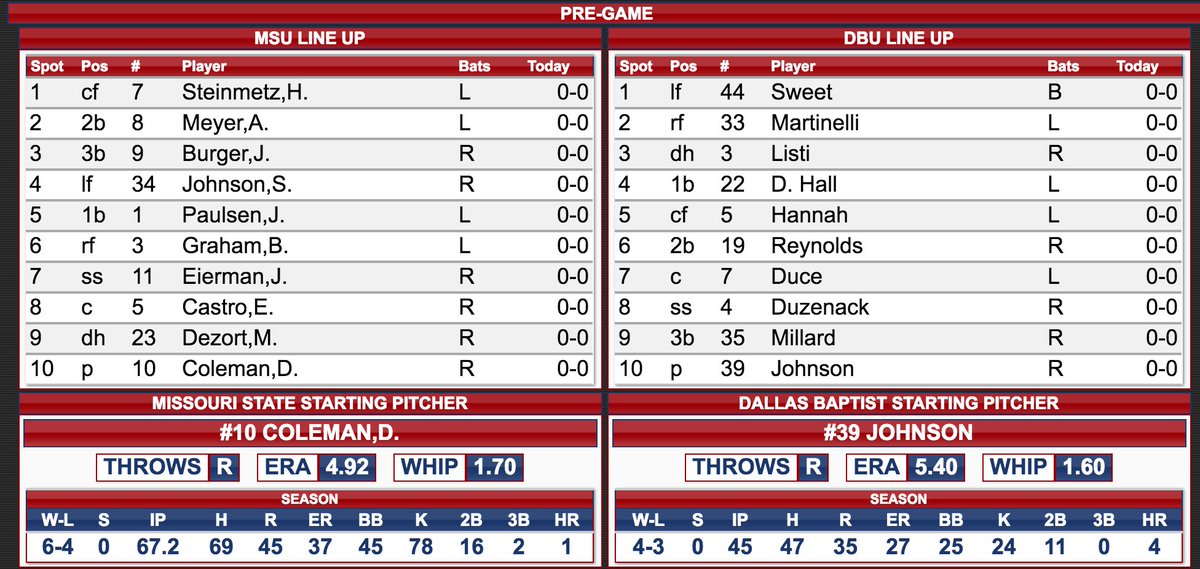 PRE-GAME
MSU LINE UP
Spot Pos # Player Bats Today
1 cf 7 Steinmetz,H. L 0-0
2 2b 8 Meyer,A. L 0-0
3 3b 9 Burger,J. R 0-0
4 lf 34 Johnson,S. R 0-0
5 1b 1 Paulsen,J. L 0-0
6 rf 3 Graham,B. L 0-0
7 ss 11 Eierman,J. R 0-0
8 c 5 Castro,E. R 0-0
9 dh 23 Dezort,M. R 0-0
10 p 10 Coleman,D. R 0-0
MISSOURI STATE STARTING PITCHER
#10 COLEMAN,D.
THROWS R ERA 4.92 WHIP 1.70
SEASON
W-L S IP H R ER BB K 2B 3B HR
6-4 0 67.2 69 45 37 45 78 16 2 1
DBU LINE UP
Spot Pos # Player Bats Today
1 lf 44 Sweet B 0-0
2 rf 33 Martinelli L 0-0
3 dh 3 Listi R 0-0
4 1b 22 D. Hall L 0-0
5 cf 5 Hannah L 0-0
6 2b 19 Reynolds R 0-0
7 c 7 Duce L 0-0
8 ss 4 Duzenack R 0-0
9 3b 35 Millard R 0-0
10 p 39 Johnson R 0-0
DALLAS BAPTIST STARTING PITCHER
#39 JOHNSON
THROWS R ERA 5.40 WHIP 1.60
SEASON
W-L S IP H R ER BB K 2B 3B HR
4-3 0 45 47 35 27 25 24 11 0 4